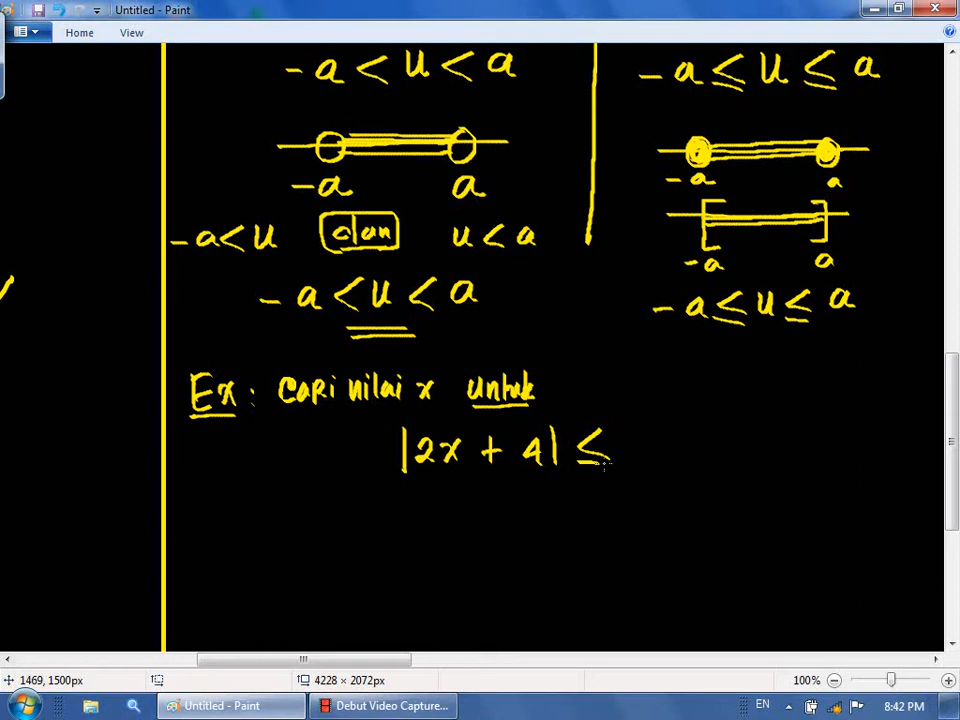 Untitled - Paint
Home View
-a < u < a
-a a
-a < u dan u < a
-a < u < a
-a ≤ u ≤ a
-a a
-a a
-a ≤ u ≤ a
Ex : cari nilai x untuk
|2x + 4| ≤
1469, 1500px 4228 × 2072px 100%
Untitled - Paint Debut Video Capture... EN 8:42 PM